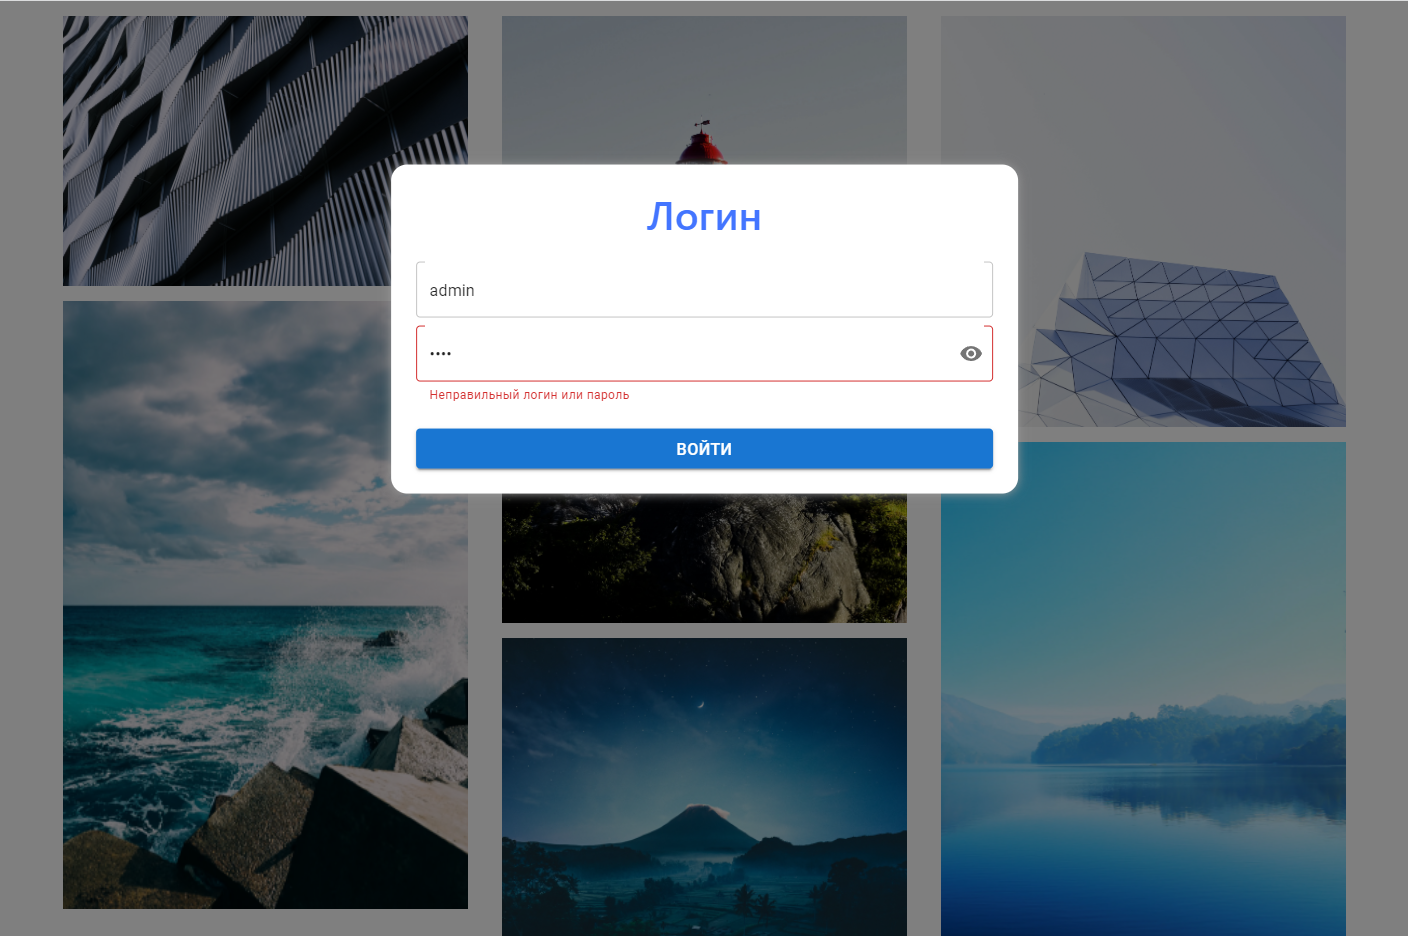 Логин
admin
••••
Неправильный логин или пароль
ВОЙТИ